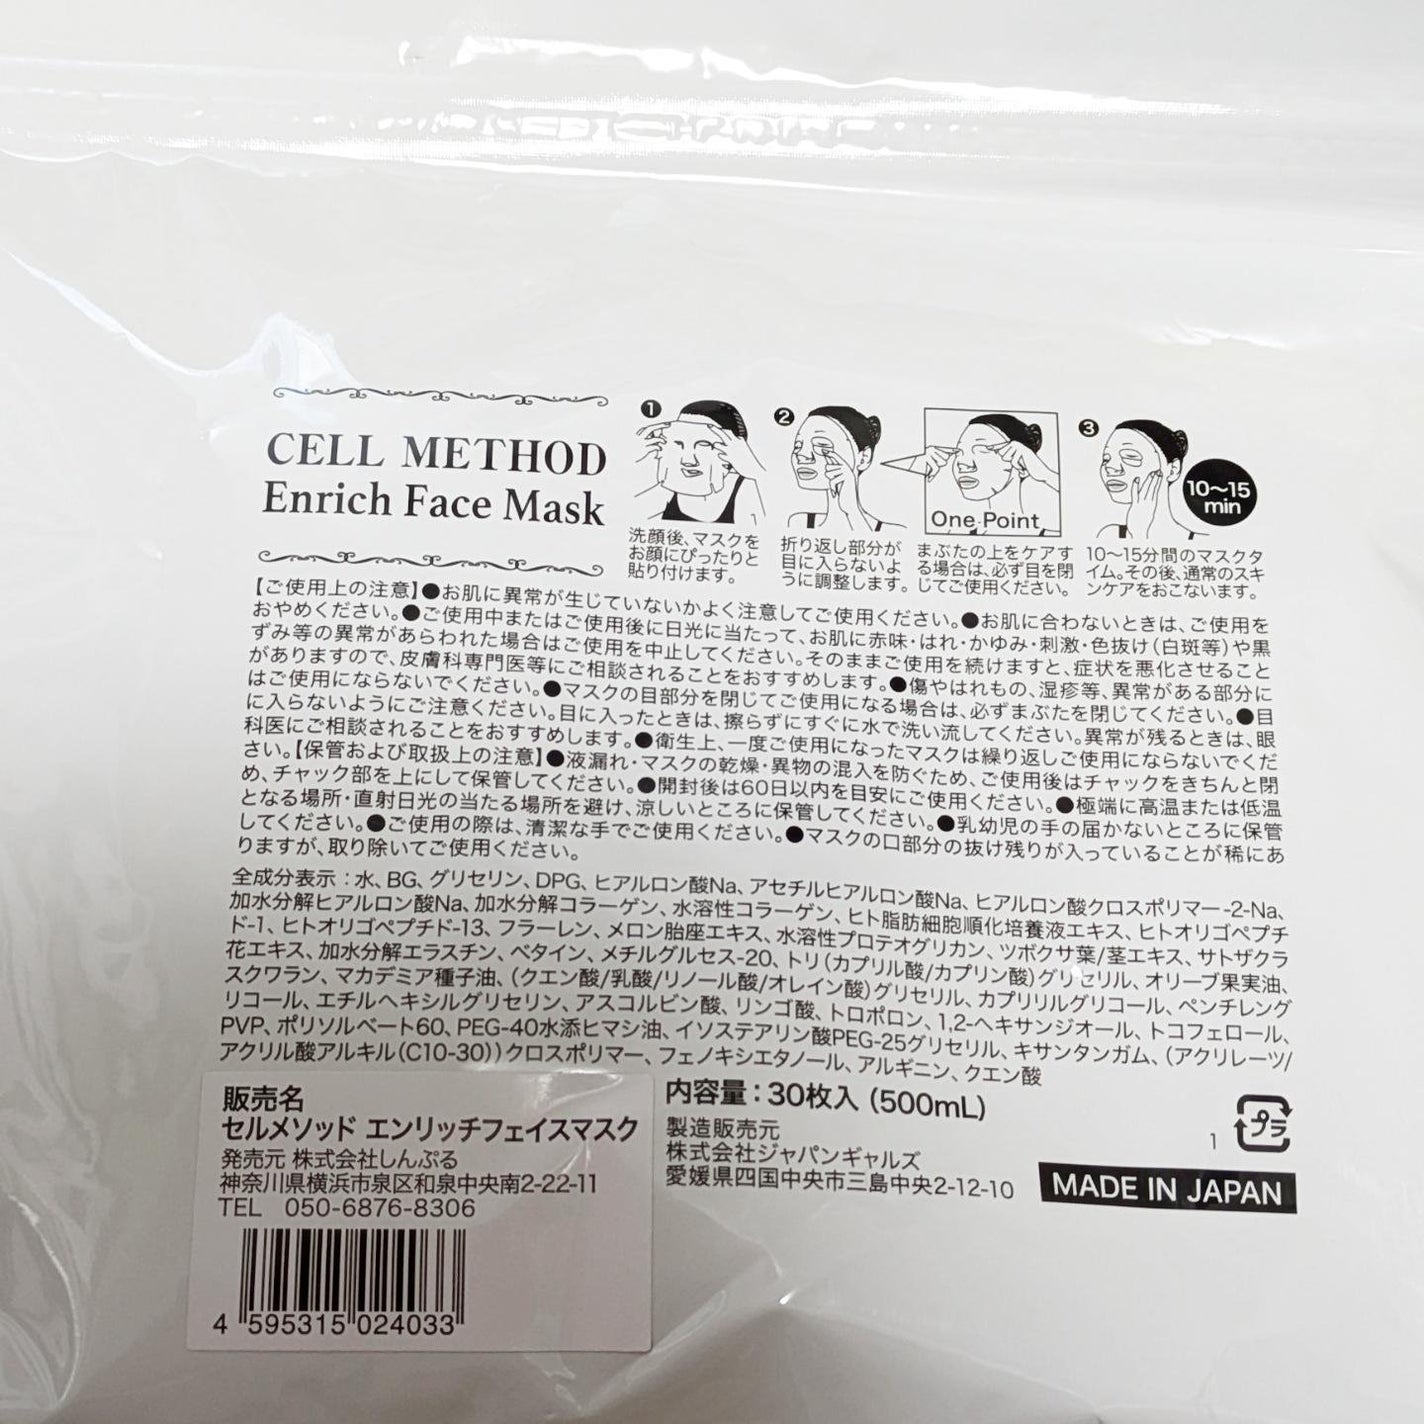 CELL METHOD
Enrich Face Mask
1
洗顔後、マスクを
お顔にぴったりと
貼り付けます。
2
折り返し部分が
目に入らないよ
うに調整します。
One Point
まぶたの上をケアす
る場合は、必ず目を閉
じてご使用ください。
3
10〜15
min
10〜15分間のマスクタ
イム。その後、通常のスキ
ンケアをおこないます。
【ご使用上の注意】●お肌に異常が生じていないかよく注意してご使用ください。●お肌に合わないときは、ご使用を
おやめください。●ご使用中またはご使用後に日光に当たって、お肌に赤味・はれ・かゆみ・刺激・色抜け(白斑等)や黒
ずみ等の異常があらわれた場合はご使用を中止してください。そのままご使用を続けますと、症状を悪化させること
がありますので、皮膚科専門医等にご相談されることをおすすめします。●傷やはれもの、湿疹等、異常がある部分に
はご使用にならないでください。●マスクの目部分を閉じてご使用になる場合は、必ずまぶたを閉じてください。●目
に入らないようにご注意ください。目に入ったときは、擦らずにすぐに水で洗い流してください。異常が残るときは、眼
科医にご相談されることをおすすめします。●衛生上、一度ご使用になったマスクは繰り返しご使用にならないでくだ
さい。【保管および取扱上の注意】●液漏れ・マスクの乾燥・異物の混入を防ぐため、ご使用後はチャックをきちんと閉
め、チャック部を上にして保管してください。●開封後は60日以内を目安にご使用ください。●極端に高温または低温
となる場所・直射日光の当たる場所を避け、涼しいところに保管してください。●乳幼児の手の届かないところに保管
してください。●ご使用の際は、清潔な手でご使用ください。●マスクの口部分の抜け残りが入っていることが稀にあ
りますが、取り除いてご使用ください。
全成分表示：水、BG、グリセリン、DPG、ヒアルロン酸Na、アセチルヒアルロン酸Na、ヒアルロン酸クロスポリマー-2-Na、
加水分解ヒアルロン酸Na、加水分解コラーゲン、水溶性コラーゲン、ヒト脂肪細胞順化培養液エキス、ヒトオリゴペプチ
ド-1、ヒトオリゴペプチド-13、フラーレン、メロン胎座エキス、水溶性プロテオグリカン、ツボクサ葉/茎エキス、サトザクラ
花エキス、加水分解エラスチン、ベタイン、メチルグルセス-20、トリ(カプリル酸/カプリン酸)グリセリル、オリーブ果実油、
スクワラン、マカデミア種子油、(クエン酸/乳酸/リノール酸/オレイン酸)グリセリル、カプリリルグリコール、ペンチレング
リコール、エチルヘキシルグリセリン、アスコルビン酸、リンゴ酸、トロポロン、1,2-ヘキサンジオール、トコフェロール、
PVP、ポリソルベート60、PEG-40水添ヒマシ油、イソステアリン酸PEG-25グリセリル、キサンタンガム、(アクリレーツ/
アクリル酸アルキル(C10-30))クロスポリマー、フェノキシエタノール、アルギニン、クエン酸
販売名
セルメソッド エンリッチフェイスマスク
発売元 株式会社しんぷる
神奈川県横浜市泉区和泉中央南2-22-11
TEL 050-6876-8306
4 595315 024033
内容量：30枚入 (500mL)
製造販売元
株式会社ジャパンギャルズ
愛媛県四国中央市三島中央2-12-10
1
プラ
MADE IN JAPAN